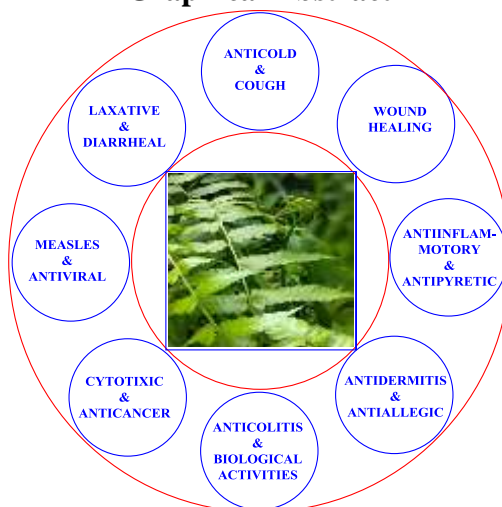 ANTICOLD
&
COUGH
WOUND
HEALING
ANTIINFLAM-
MOTORY
&
ANTIPYRETIC
ANTIDERMITIS
&
ANTIALLEGIC
ANTICOLITIS
&
BIOLOGICAL
ACTIVITIES
CYTOTIXIC
&
ANTICANCER
MEASLES
&
ANTIVIRAL
LAXATIVE
&
DIARRHEAL